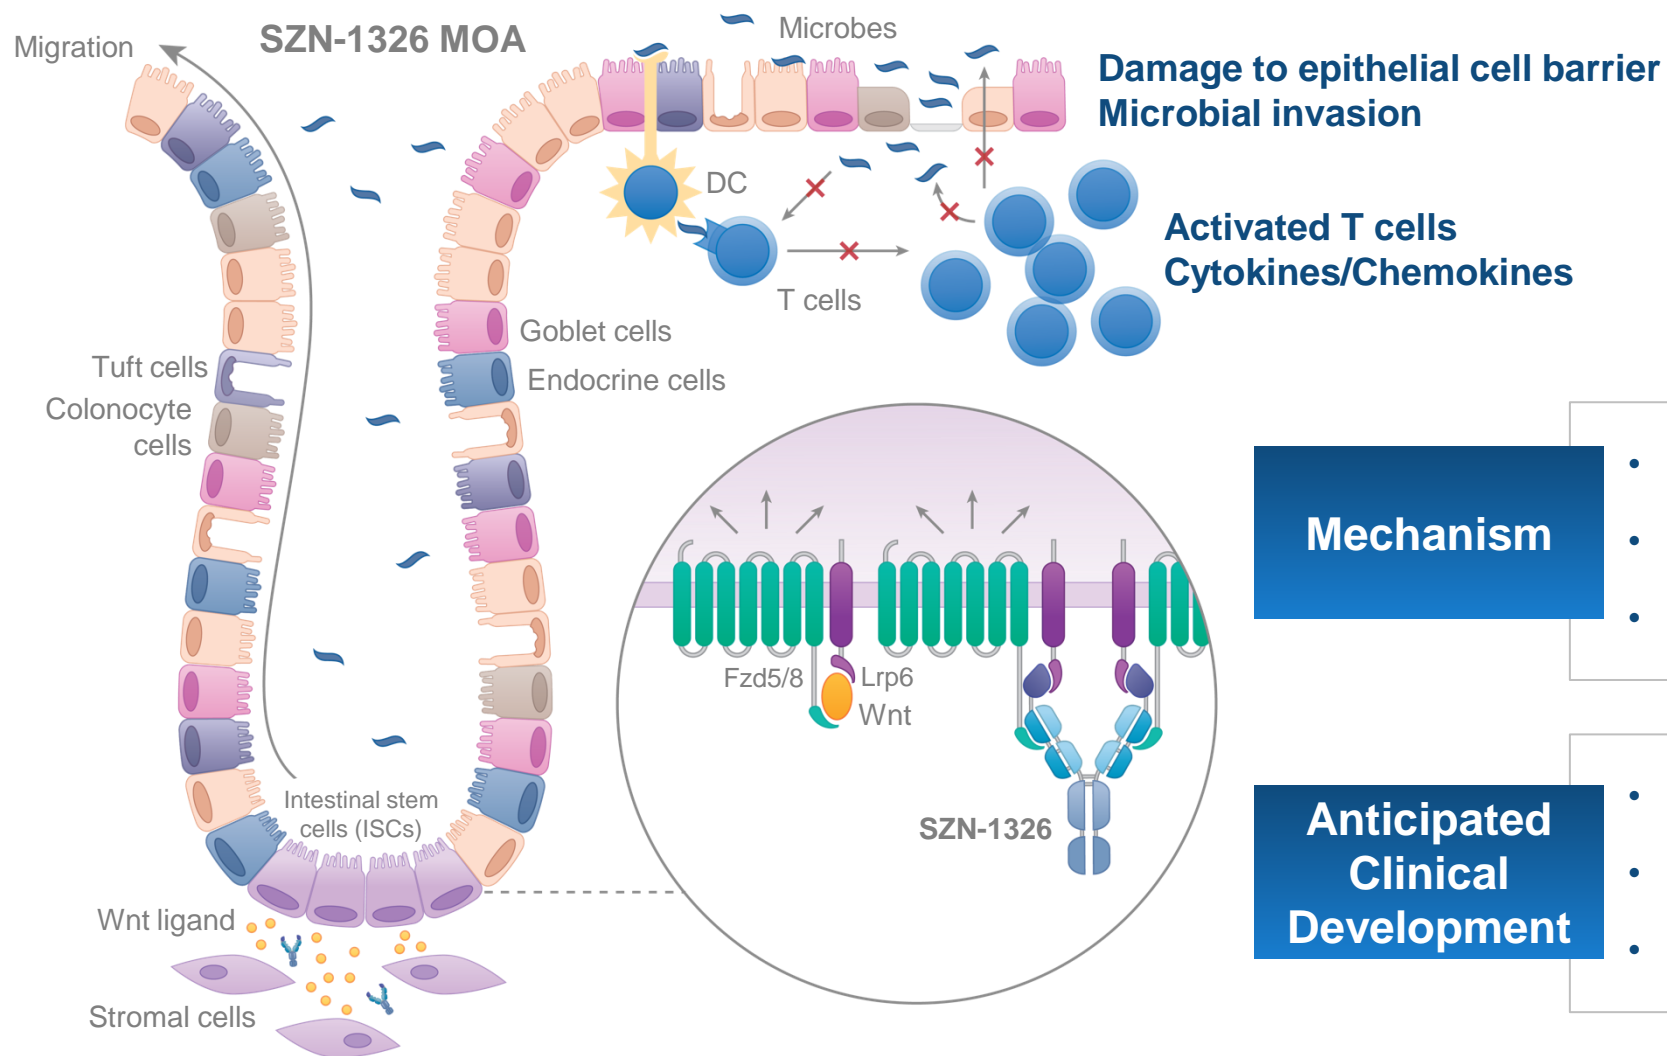 SZN-1326 MOA
Migration
Microbes
Damage to epithelial cell barrier
Microbial invasion
DC
T cells
Activated T cells
Cytokines/Chemokines
Goblet cells
Endocrine cells
Tuft cells
Colonocyte
cells
Fzd5/8
Lrp6
Wnt
SZN-1326
Intestinal stem
cells (ISCs)
Wnt ligand
Stromal cells
Mechanism
•
•
•
Anticipated
Clinical
Development
•
•
•